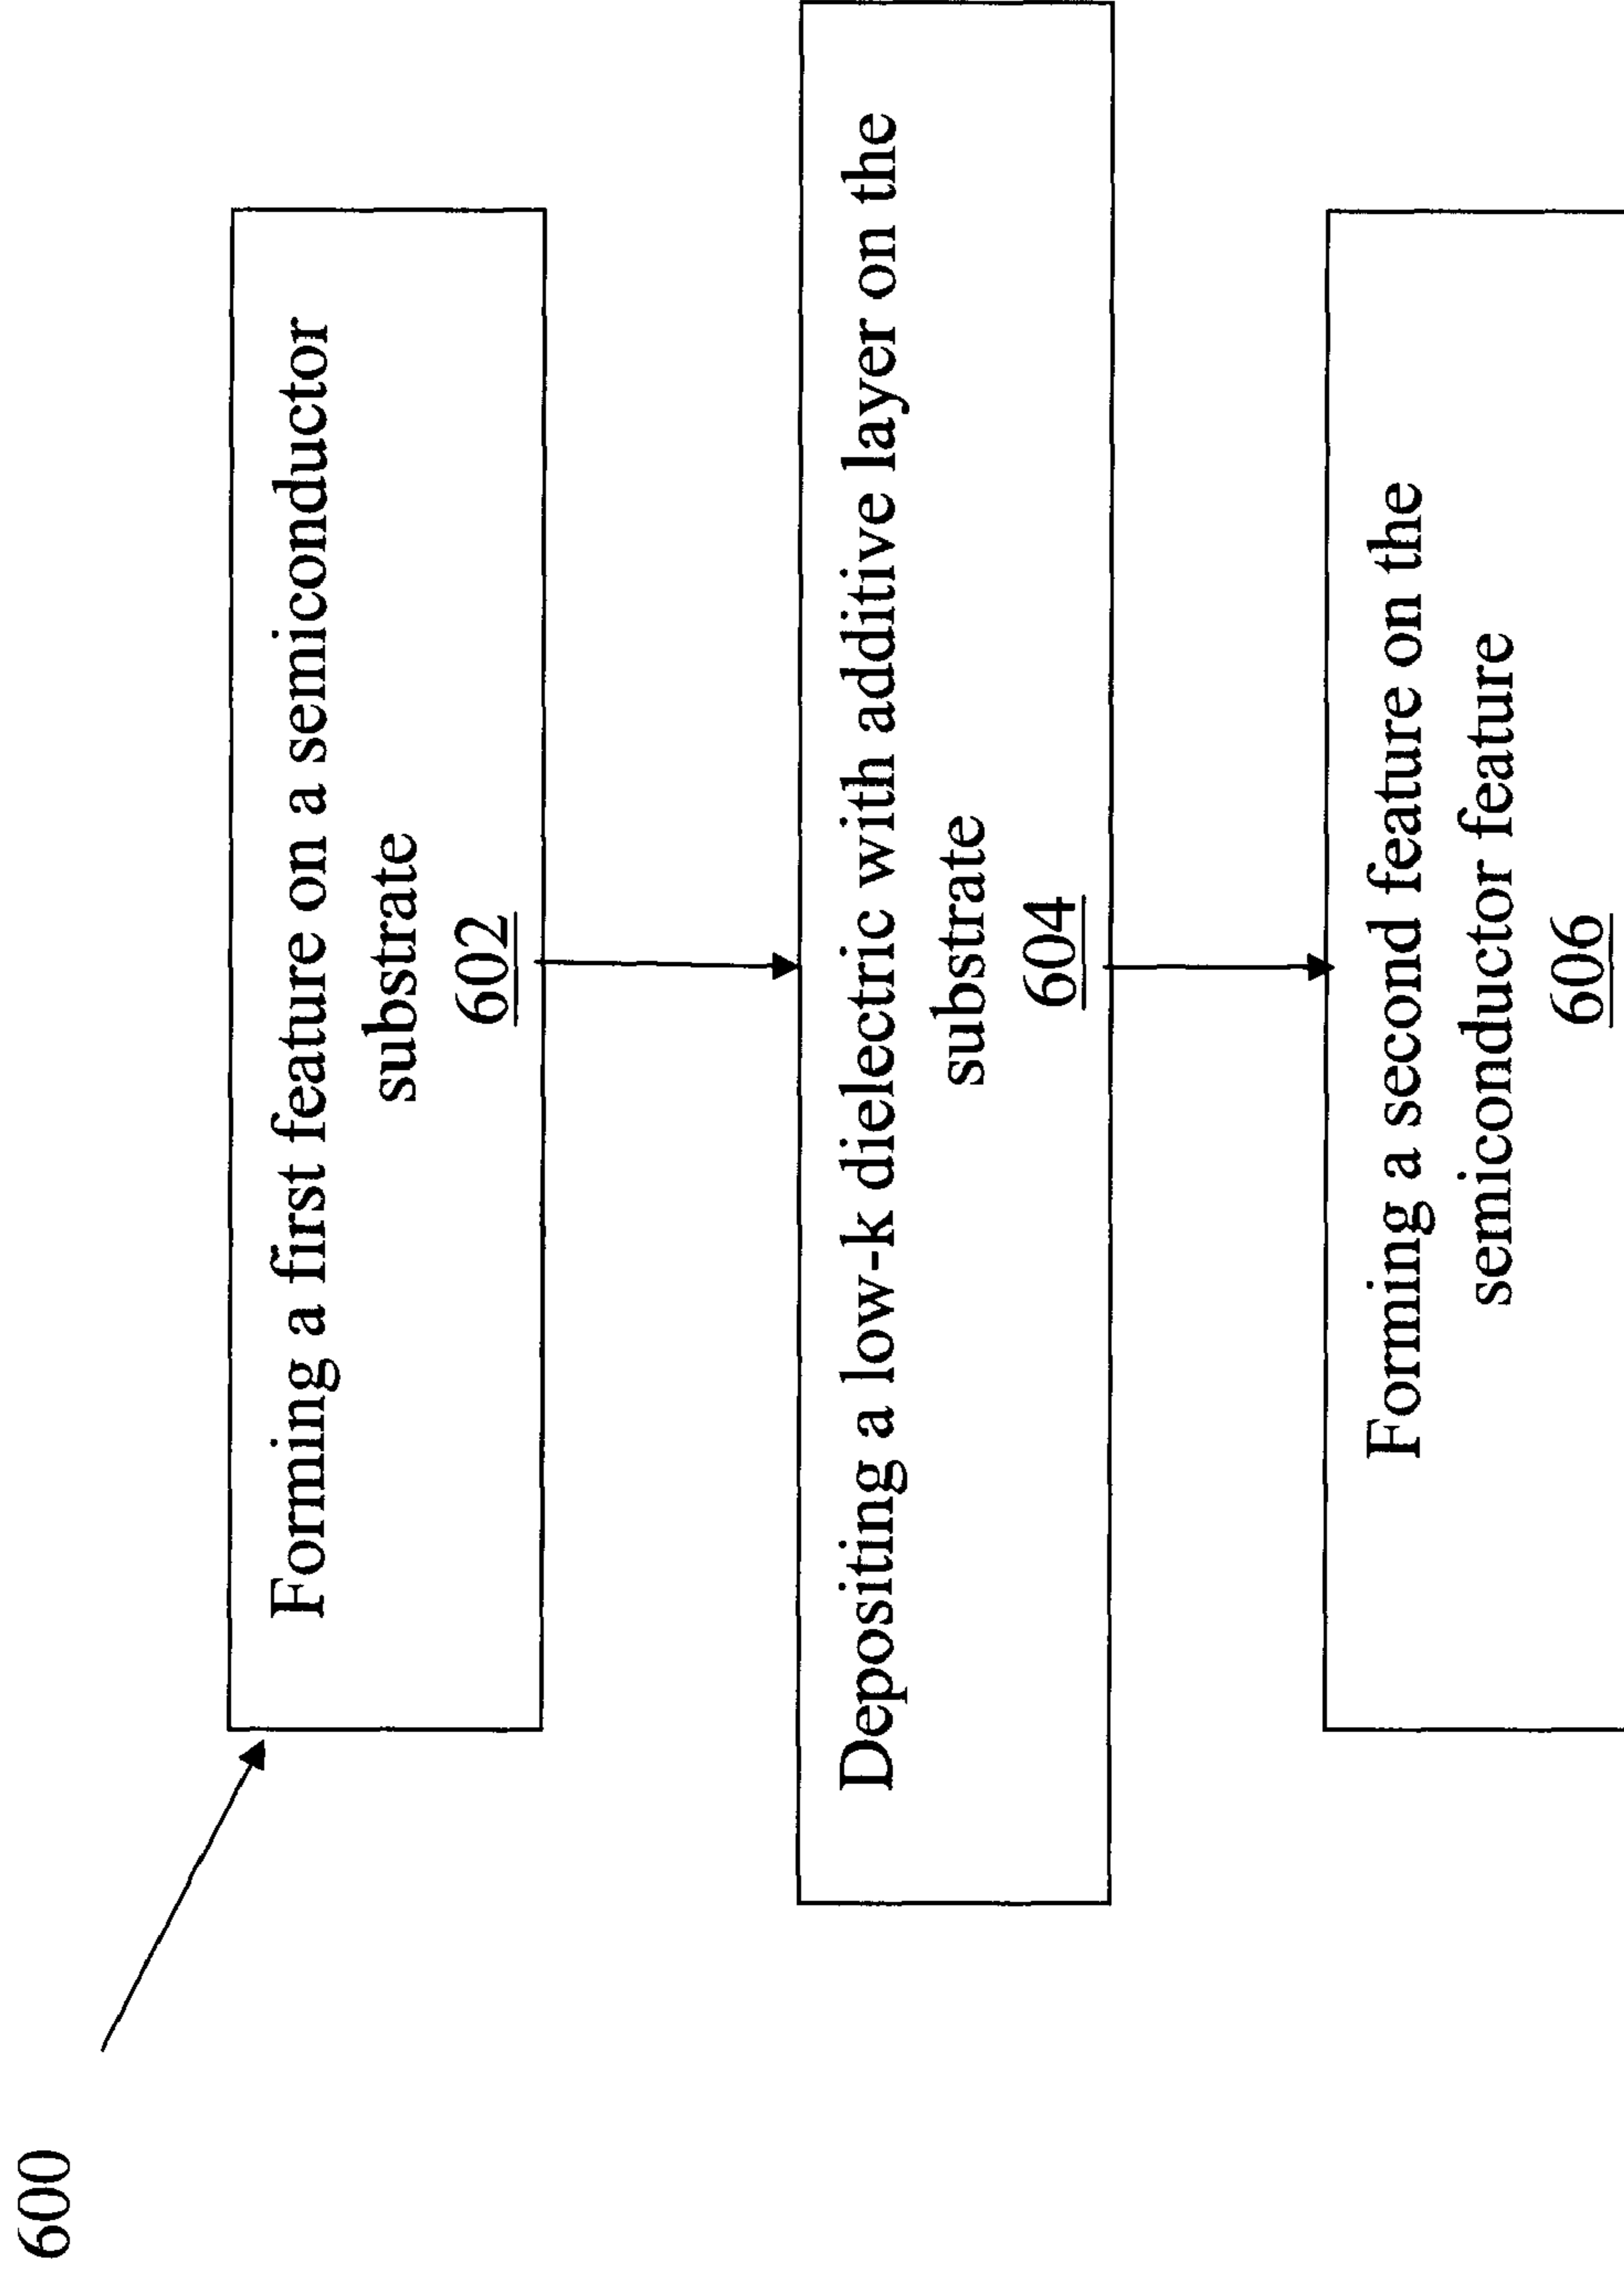 600
Forming a first feature on a semiconductor
substrate
602
Depositing a low-k dielectric with additive layer on the
substrate
604
Forming a second feature on the
semiconductor feature
606